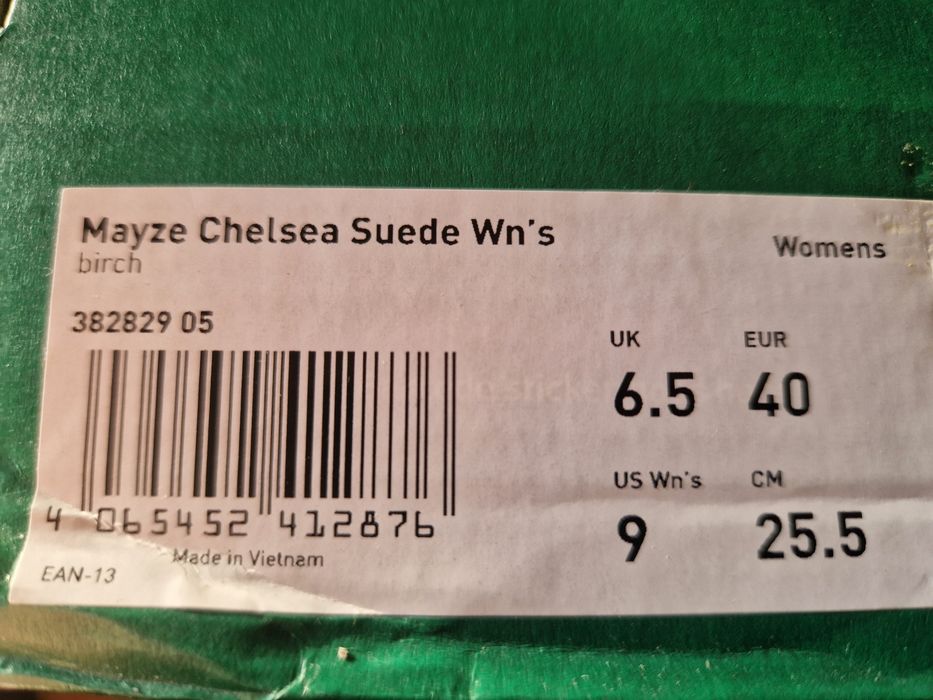 Mayze Chelsea Suede Wn's
birch
Womens
382829 05
UK EUR
6.5 40
US Wn's CM
9 25.5
4 065452 412876
Made in Vietnam
EAN-13